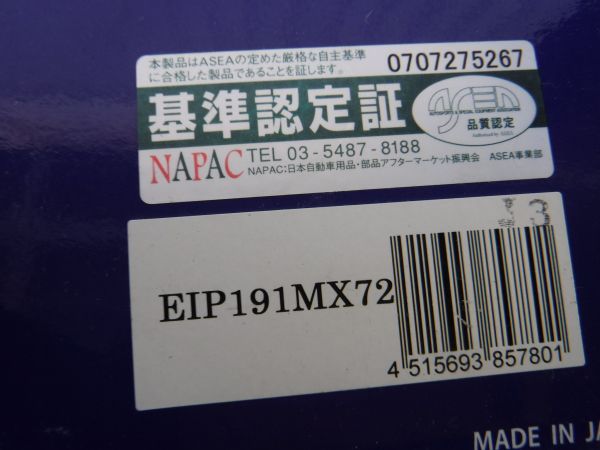 本製品はASEAの定めた厳格な自主基準
に合格した製品であることを証します。
0707275267
基準認定証
ASEA
品質認定
NAPAC
TEL 03-5487-8188
NAPAC:日本自動車用品・部品アフターマーケット振興会 ASEA事業部
13
EIP191MX72
4 515693 857801
MADE IN JA